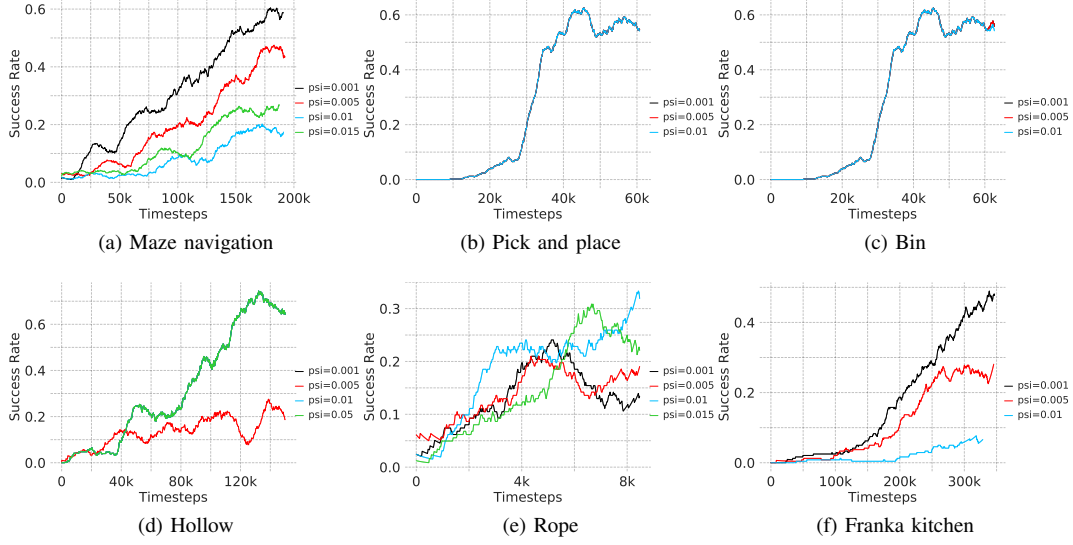 Success Rate
0.6
0.4
0.2
0.0
0
50k
100k
150k
200k
Timesteps
psi=0.001
psi=0.005
psi=0.01
psi=0.015
(a) Maze navigation
Success Rate
0.6
0.4
0.2
0.0
0
20k
40k
60k
Timesteps
psi=0.001
psi=0.005
psi=0.01
(b) Pick and place
Success Rate
0.6
0.4
0.2
0.0
0
20k
40k
60k
Timesteps
psi=0.001
psi=0.005
psi=0.01
(c) Bin
Success Rate
0.6
0.4
0.2
0.0
0
40k
80k
120k
Timesteps
psi=0.001
psi=0.005
psi=0.01
psi=0.05
(d) Hollow
Success Rate
0.3
0.2
0.1
0.0
0
4k
8k
Timesteps
psi=0.001
psi=0.005
psi=0.01
psi=0.015
(e) Rope
Success Rate
0.4
0.2
0.0
0
100k
200k
300k
Timesteps
psi=0.001
psi=0.005
psi=0.01
(f) Franka kitchen